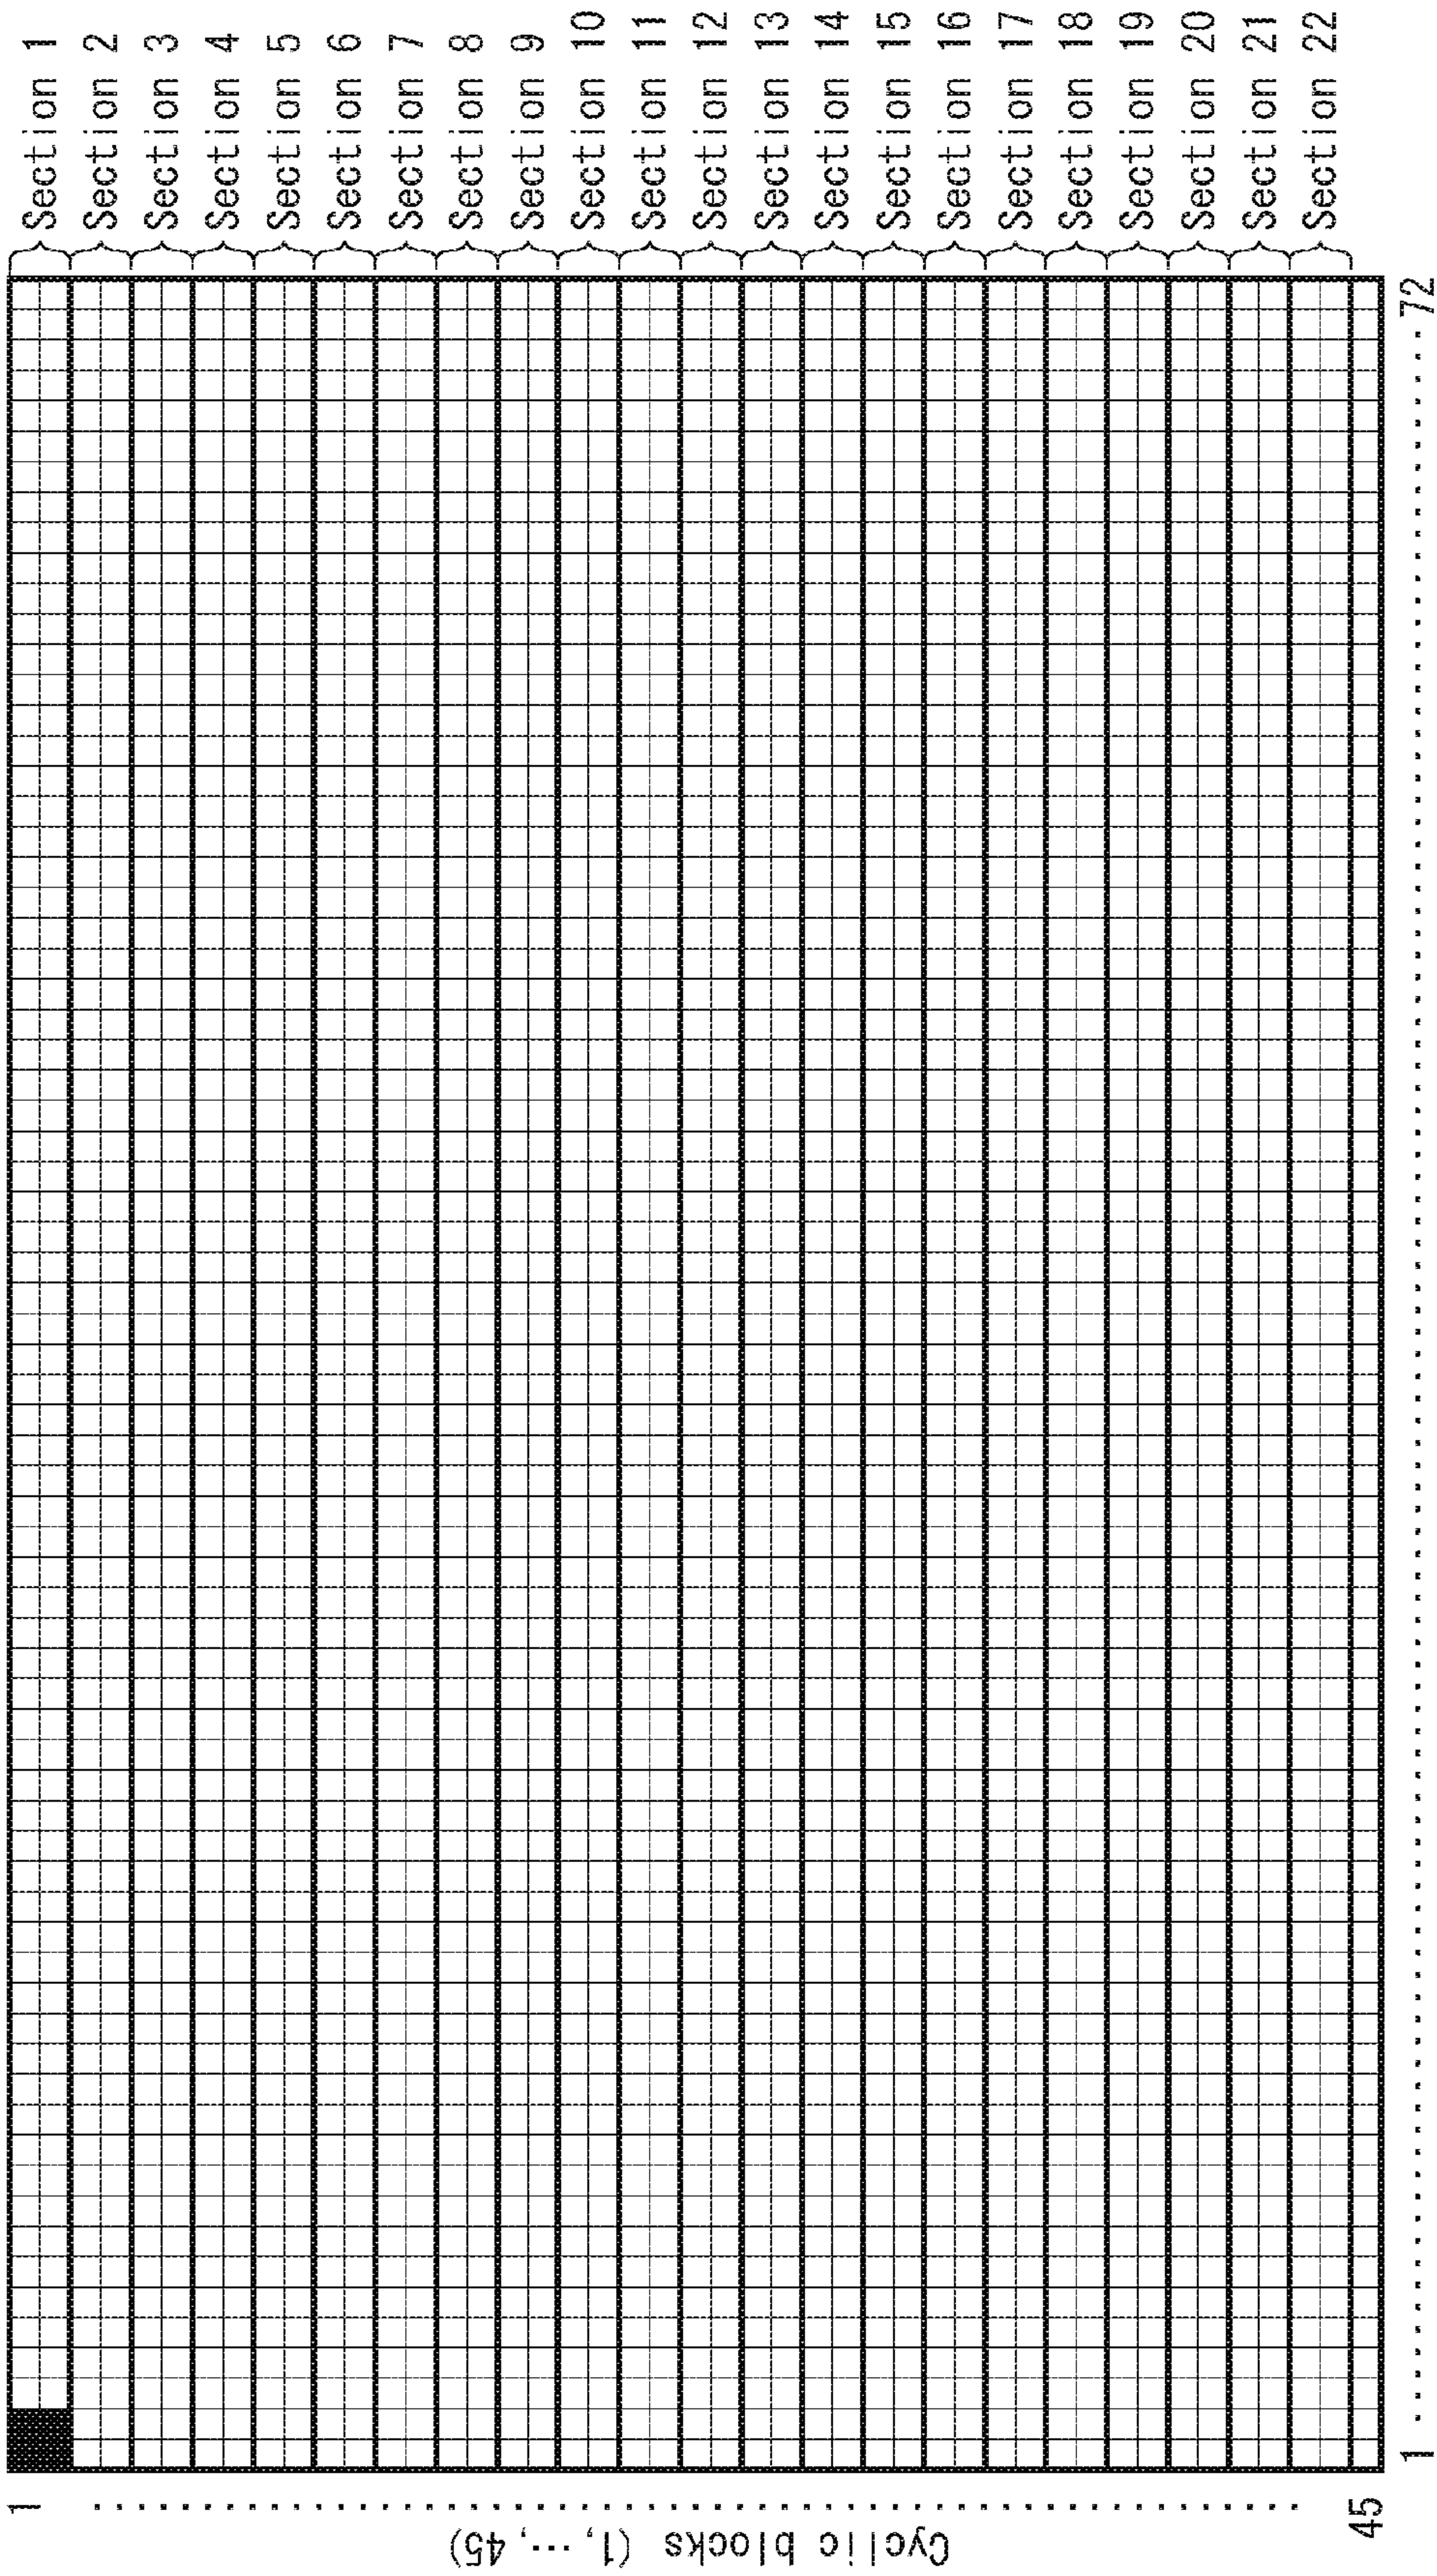 Section 1
Section 2
Section 3
Section 4
Section 5
Section 6
Section 7
Section 8
Section 9
Section 10
Section 11
Section 12
Section 13
Section 14
Section 15
Section 16
Section 17
Section 18
Section 19
Section 20
Section 21
Section 22
1 ･････ 72
1
45
Cyclic blocks (1,･･･,45)